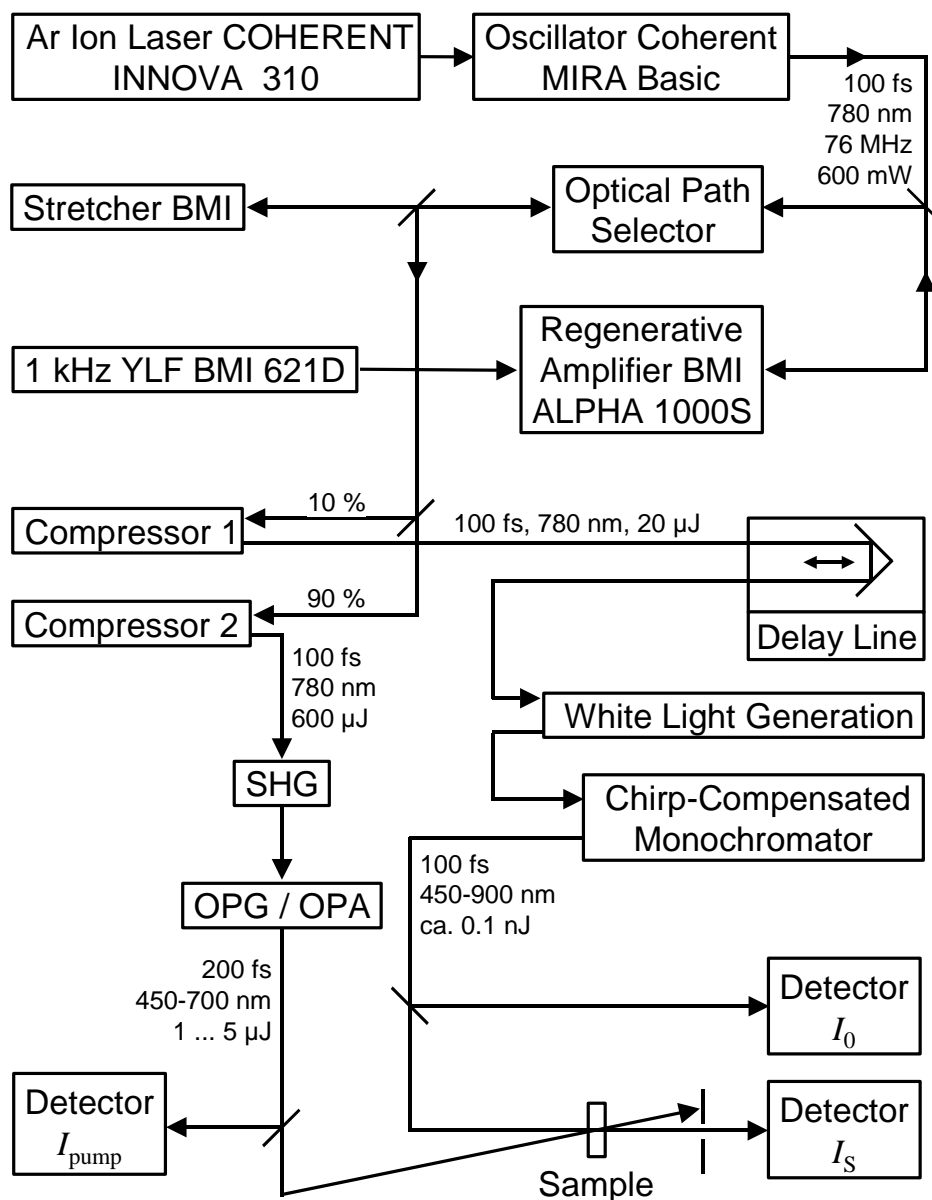 Ar Ion Laser COHERENT
INNOVA 310
Oscillator Coherent
MIRA Basic
100 fs
780 nm
76 MHz
600 mW
Stretcher BMI
Optical Path
Selector
1 kHz YLF BMI 621D
Regenerative
Amplifier BMI
ALPHA 1000S
10 %
Compressor 1
100 fs, 780 nm, 20 µJ
Delay Line
90 %
Compressor 2
100 fs
780 nm
600 µJ
White Light Generation
SHG
Chirp-Compensated
Monochromator
100 fs
450-900 nm
ca. 0.1 nJ
OPG / OPA
200 fs
450-700 nm
1 ... 5 µJ
Detector
I0
Detector
Ipump
Detector
IS
Sample